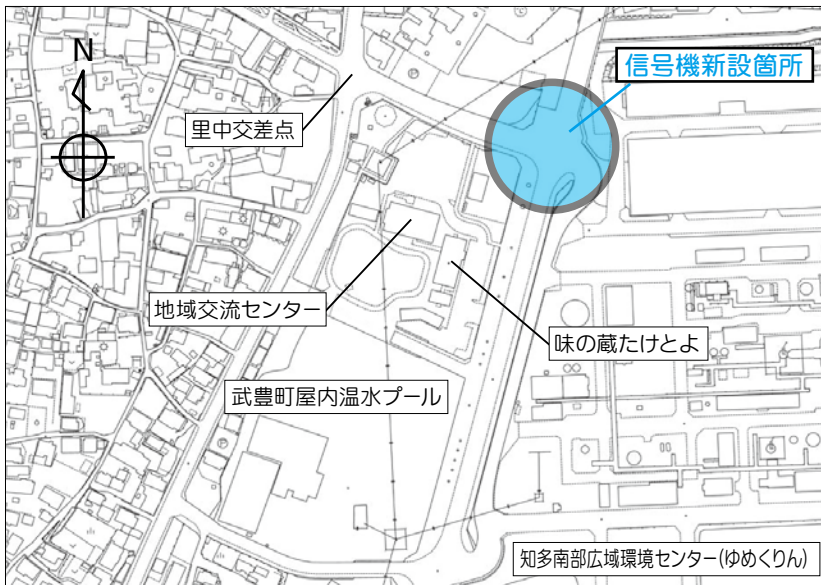 N
信号機新設箇所
里中交差点
地域交流センター
味の蔵たけとよ
武豊町屋内温水プール
知多南部広域環境センター(ゆめくりん)